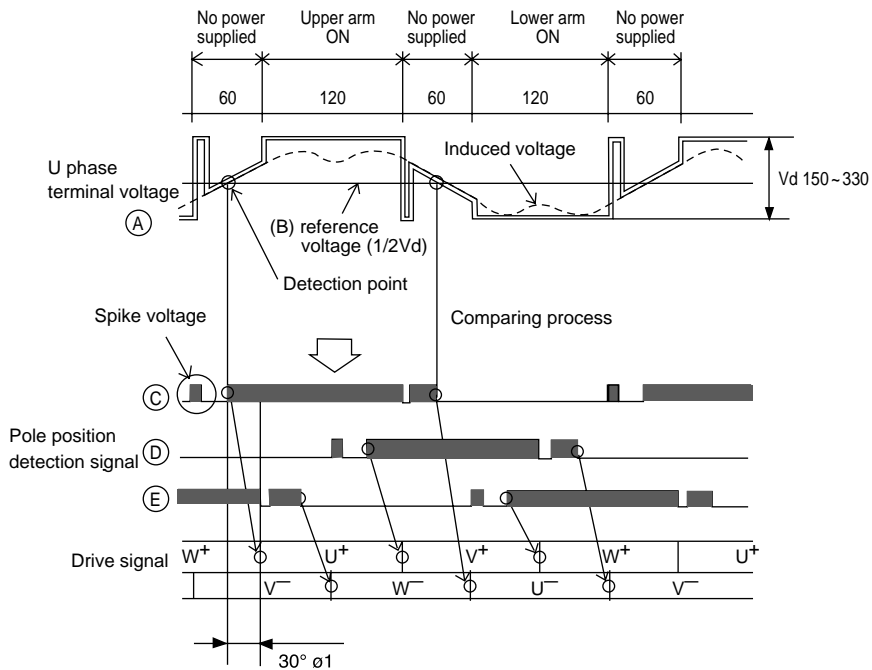 No power
supplied
Upper arm
ON
No power
supplied
Lower arm
ON
No power
supplied
60
120
60
120
60
U phase
terminal voltage
A
Induced voltage
Vd 150~330
(B) reference
voltage (1/2Vd)
Detection point
Spike voltage
Comparing process
C
Pole position
detection signal
D
E
Drive signal
W+ U+ V+ W+ U+
V— W— U— V—
30° ø1